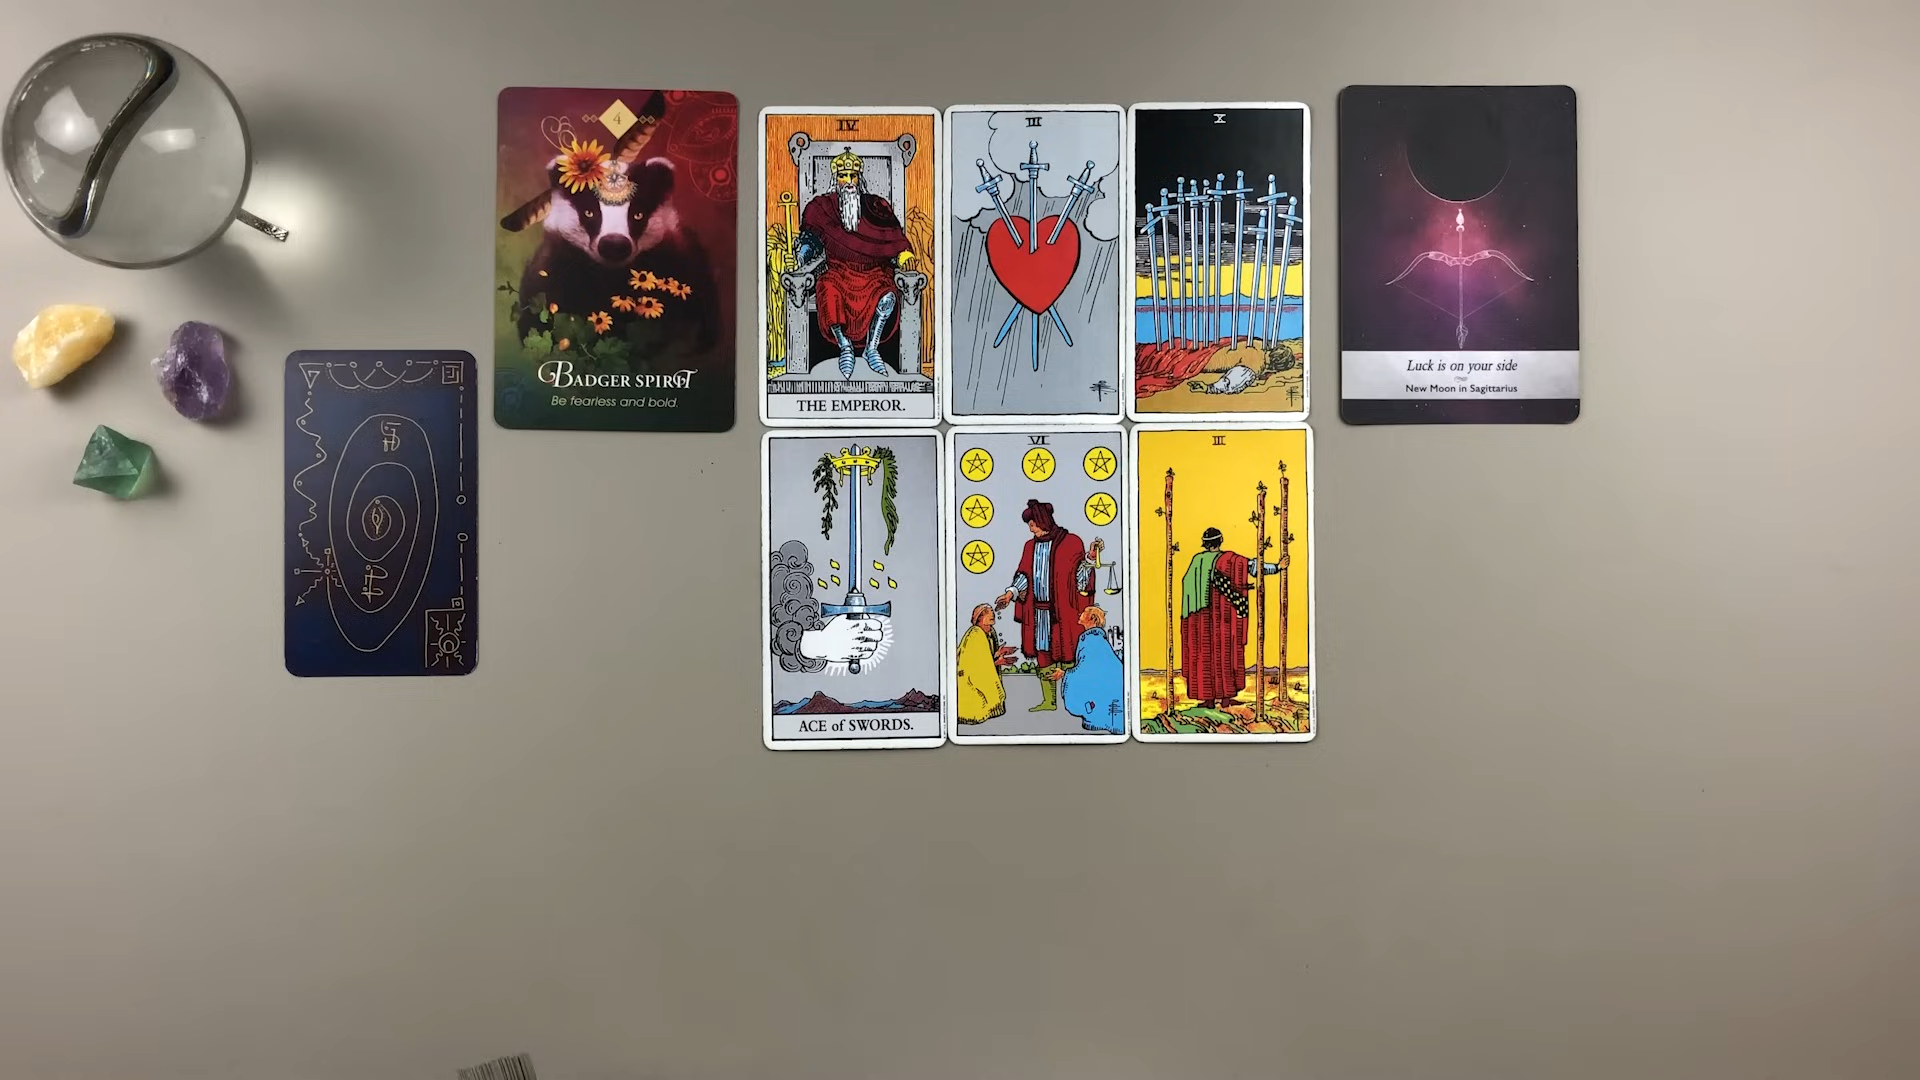 4
BADGER SPIRIT
Be fearless and bold.
IV
THE EMPEROR.
III
X
Luck is on your side
New Moon in Sagittarius
ACE of SWORDS.
VI
III